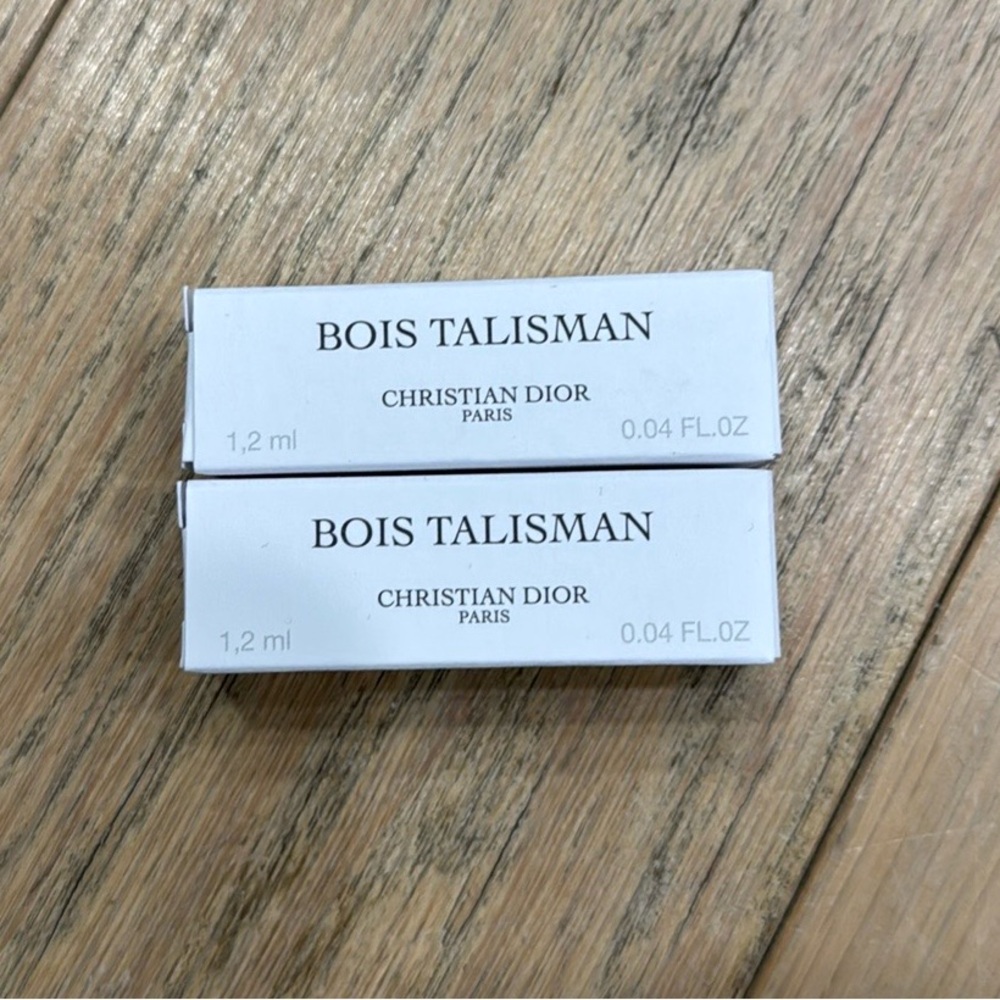 BOIS TALISMAN
CHRISTIAN DIOR
PARIS
1,2 ml 0.04 FL.OZ
BOIS TALISMAN
CHRISTIAN DIOR
PARIS
1,2 ml 0.04 FL.OZ